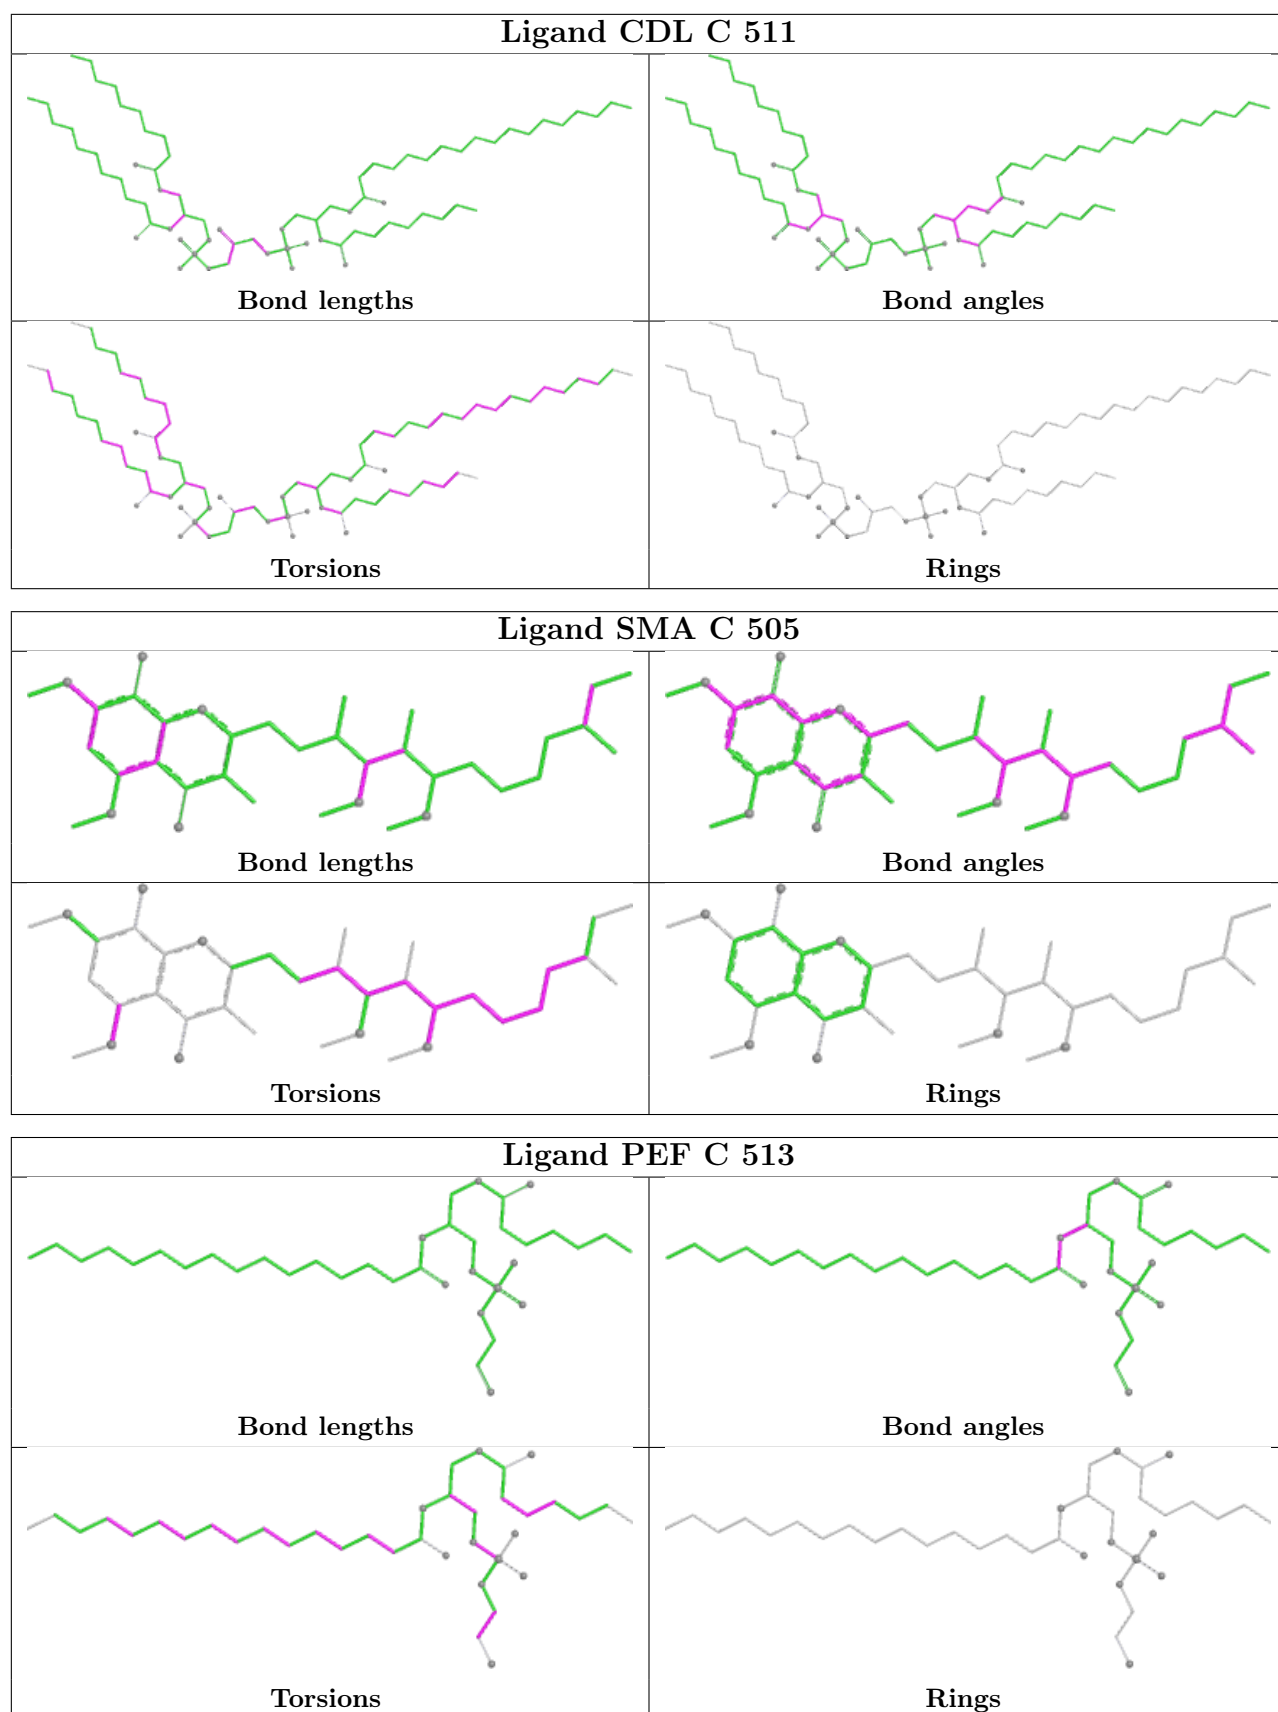 Ligand CDL C 511
Bond lengths
Bond angles
Torsions
Rings
Ligand SMA C 505
Bond lengths
Bond angles
Torsions
Rings
Ligand PEF C 513
Bond lengths
Bond angles
Torsions
Rings